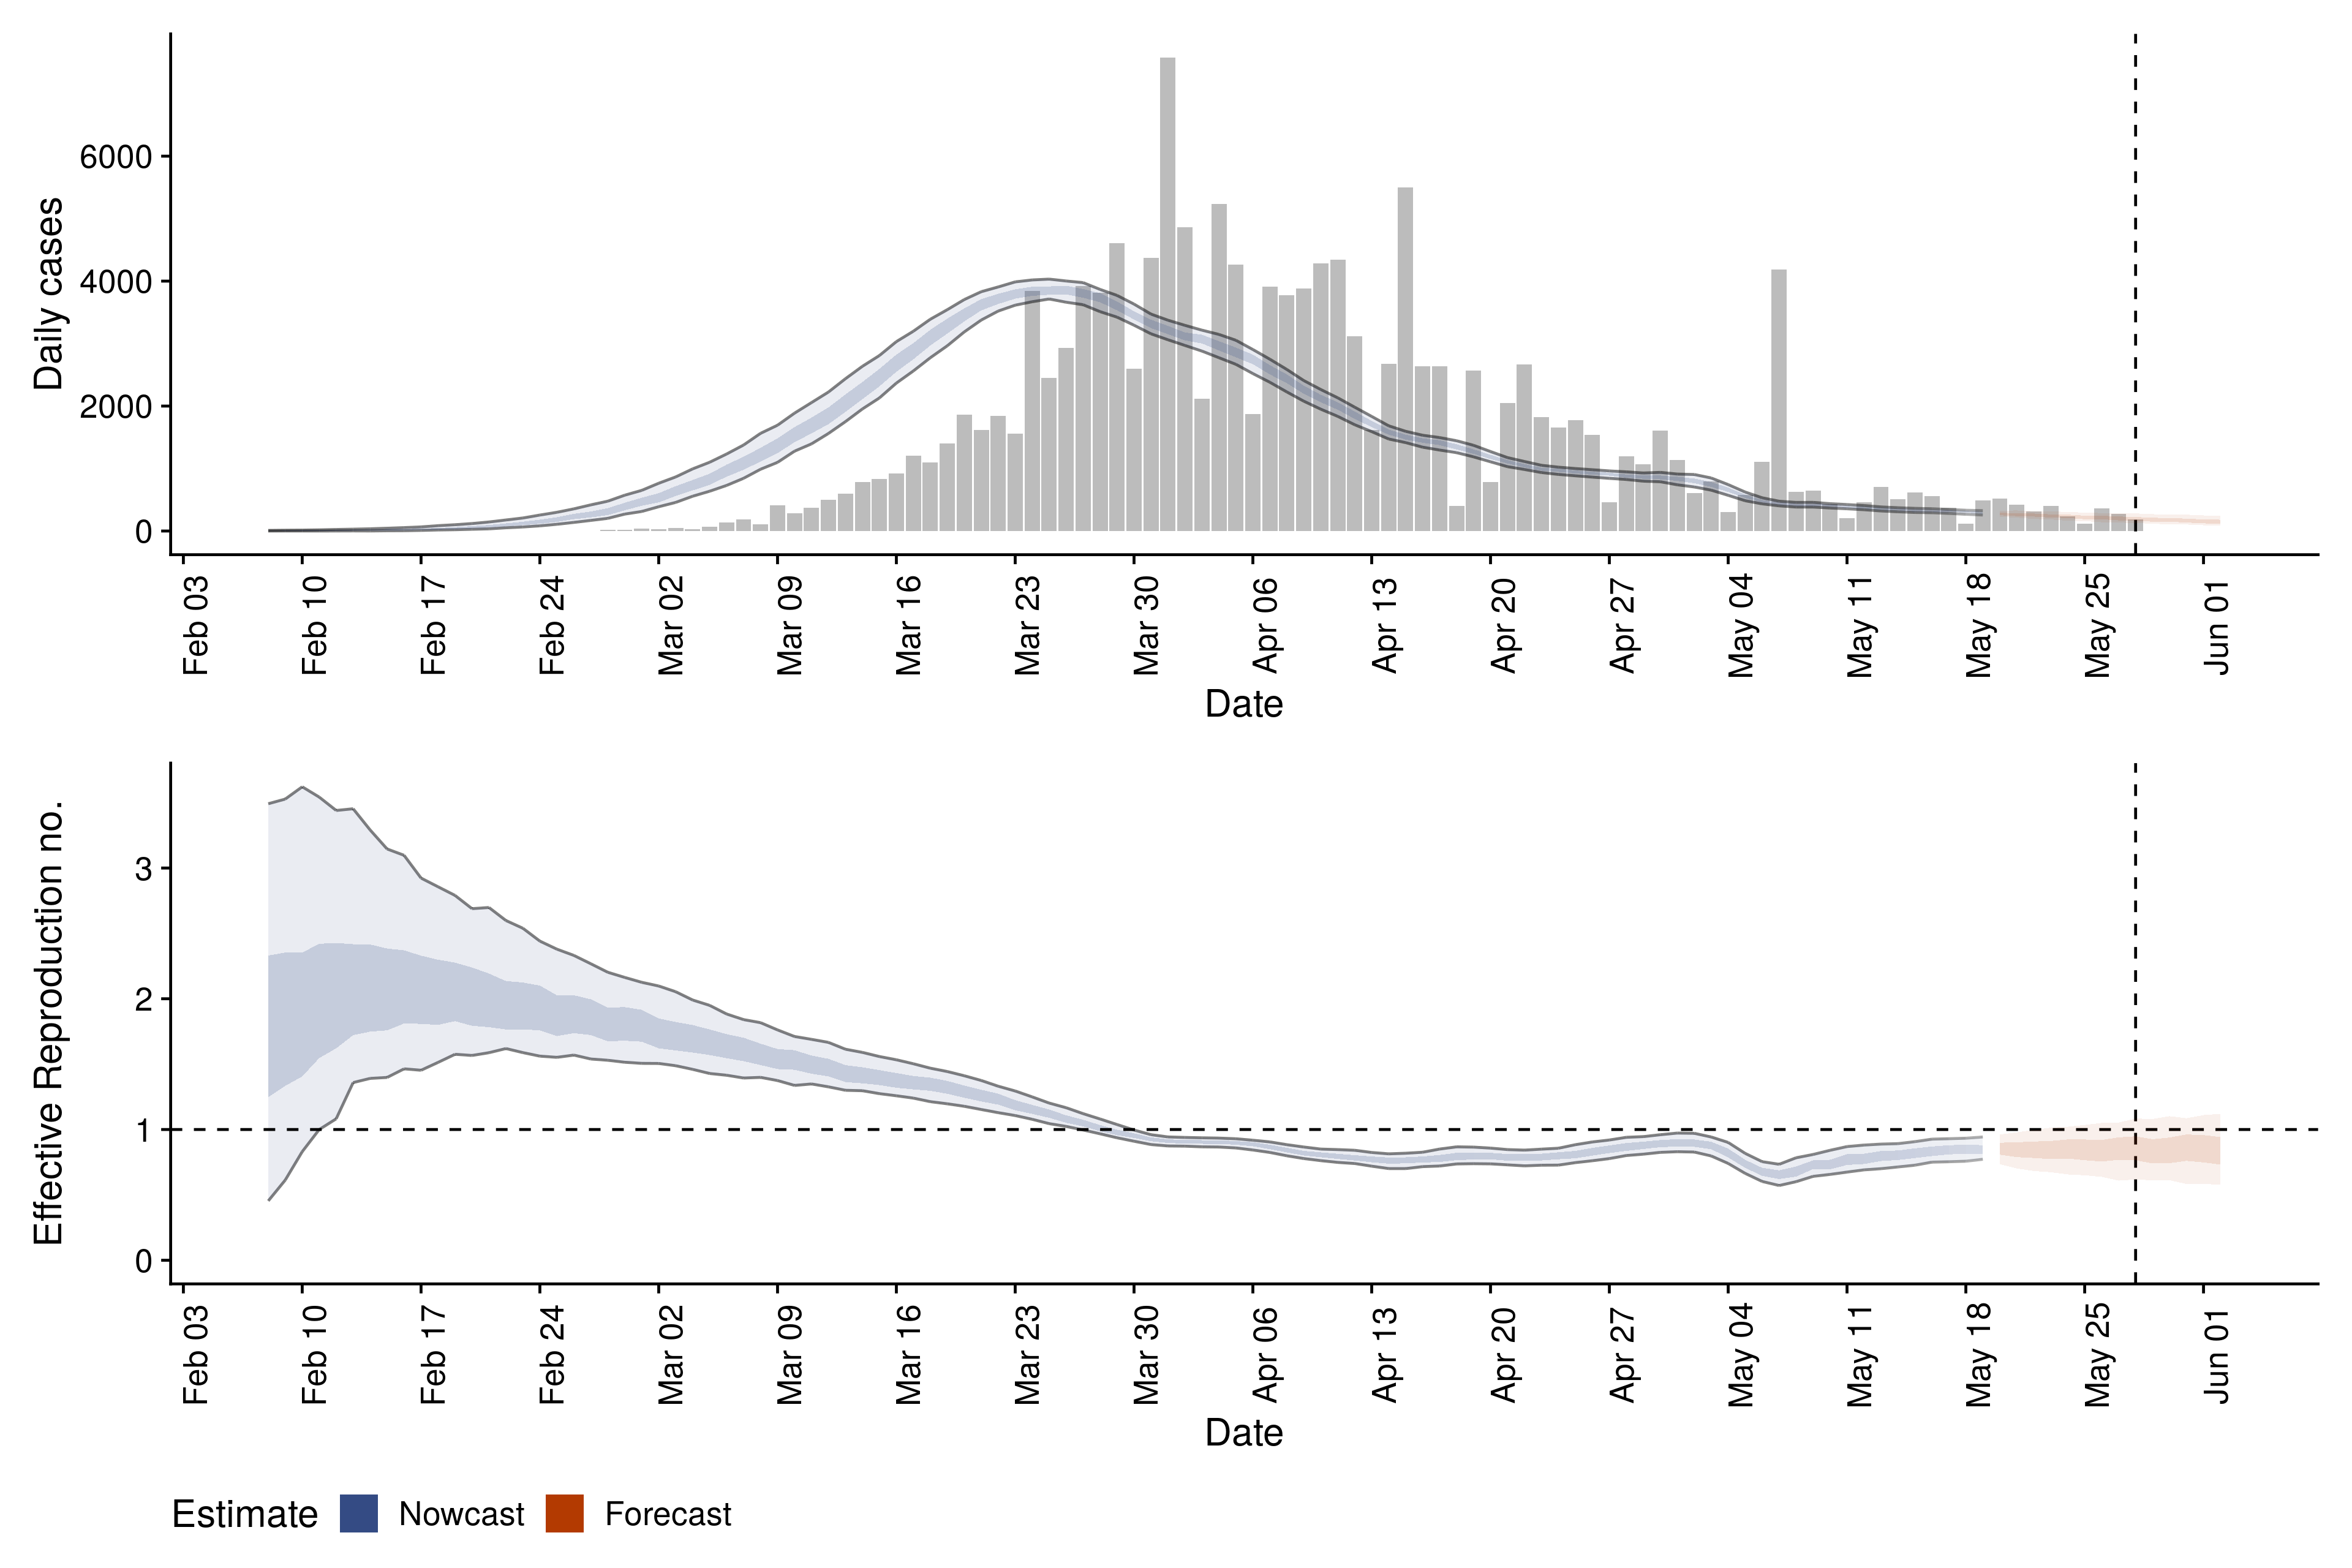 Daily cases
6000
4000
2000
0
Feb 03
Feb 10
Feb 17
Feb 24
Mar 02
Mar 09
Mar 16
Mar 23
Mar 30
Apr 06
Apr 13
Apr 20
Apr 27
May 04
May 11
May 18
May 25
Jun 01
Date
Effective Reproduction no.
3
2
1
0
Feb 03
Feb 10
Feb 17
Feb 24
Mar 02
Mar 09
Mar 16
Mar 23
Mar 30
Apr 06
Apr 13
Apr 20
Apr 27
May 04
May 11
May 18
May 25
Jun 01
Date
Estimate Nowcast Forecast